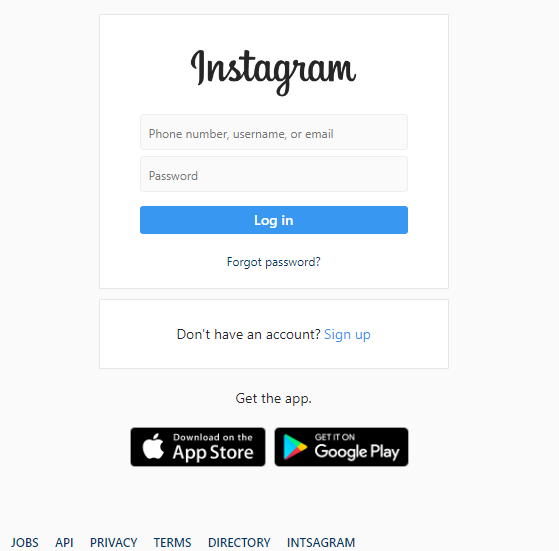 Instagram
Phone number, username, or email
Password
Log in
Forgot password?
Don't have an account? Sign up
Get the app.
Download on the
App Store
GET IT ON
Google Play
JOBS API PRIVACY TERMS DIRECTORY INTSAGRAM